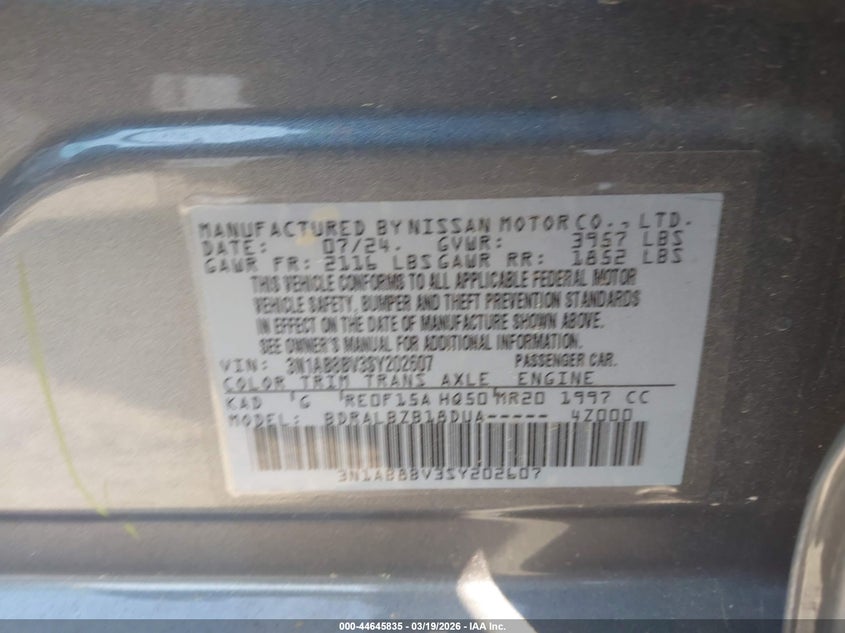 MANUFACTURED BY NISSAN MOTOR CO., LTD.
DATE: 07/24. GVWR: 3957 LBS
GAWR FR: 2116 LBS GAWR RR: 1852 LBS
THIS VEHICLE CONFORMS TO ALL APPLICABLE FEDERAL MOTOR
VEHICLE SAFETY, BUMPER AND THEFT PREVENTION STANDARDS
IN EFFECT ON THE DATE OF MANUFACTURE SHOWN ABOVE.
SEE OWNER'S MANUAL FOR ADDITIONAL INFORMATION.
VIN: 3N1AB8BV3SY202607 PASSENGER CAR.
COLOR TRIM TRANS AXLE ENGINE
KAD 'G 'RE0F15A HQ50 'MR20 1997 CC
MODEL: BDRALBZB18DUA----- 4Z000
3N1AB8BV3SY202607
000-44645835 - 03/19/2026 - IAA Inc.